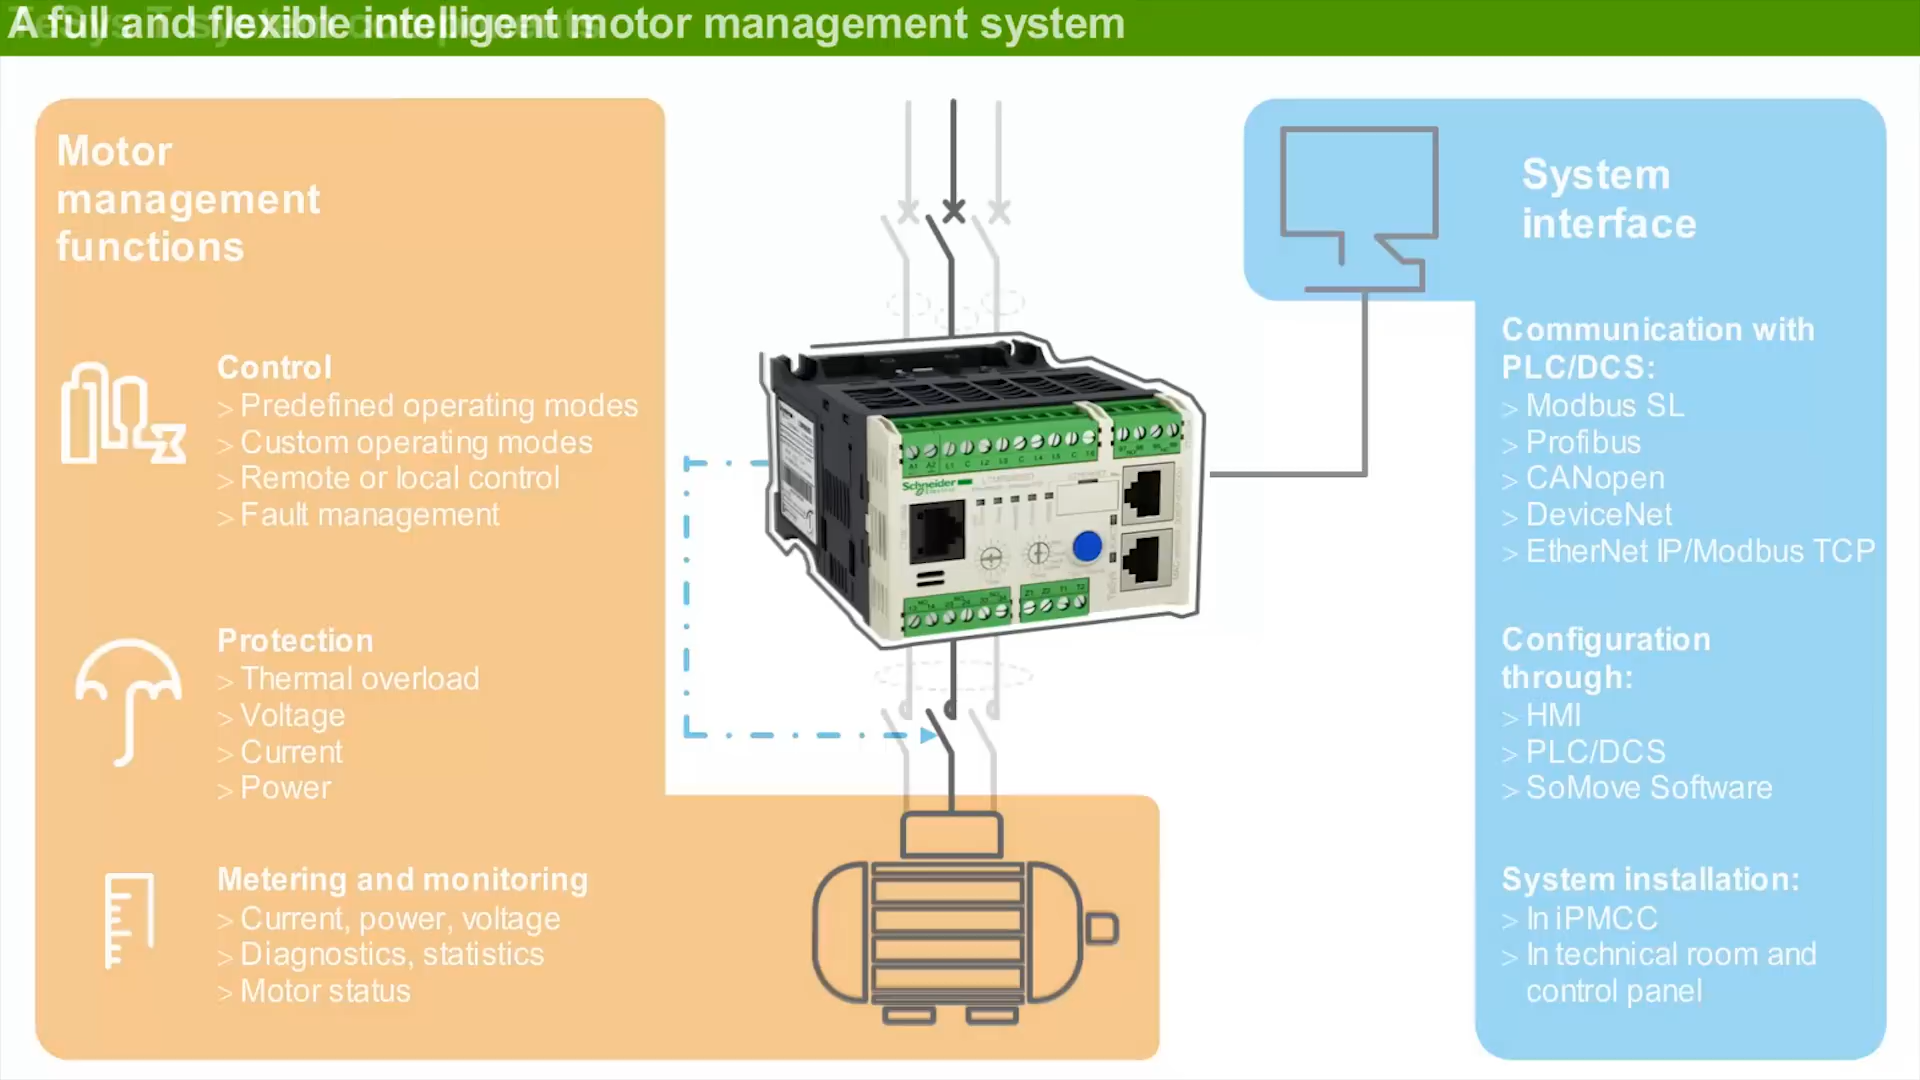 A full and flexible intelligent motor management system
Motor
management
functions
Control
> Predefined operating modes
> Custom operating modes
> Remote or local control
> Fault management
Protection
> Thermal overload
> Voltage
> Current
> Power
Metering and monitoring
> Current, power, voltage
> Diagnostics, statistics
> Motor status
Schneider
Electric
System
interface
Communication with
PLC/DCS:
> Modbus SL
> Profibus
> CANopen
> DeviceNet
> EtherNet IP/Modbus TCP
Configuration
through:
> HMI
> PLC/DCS
> SoMove Software
System installation:
> In iPMCC
> In technical room and
control panel